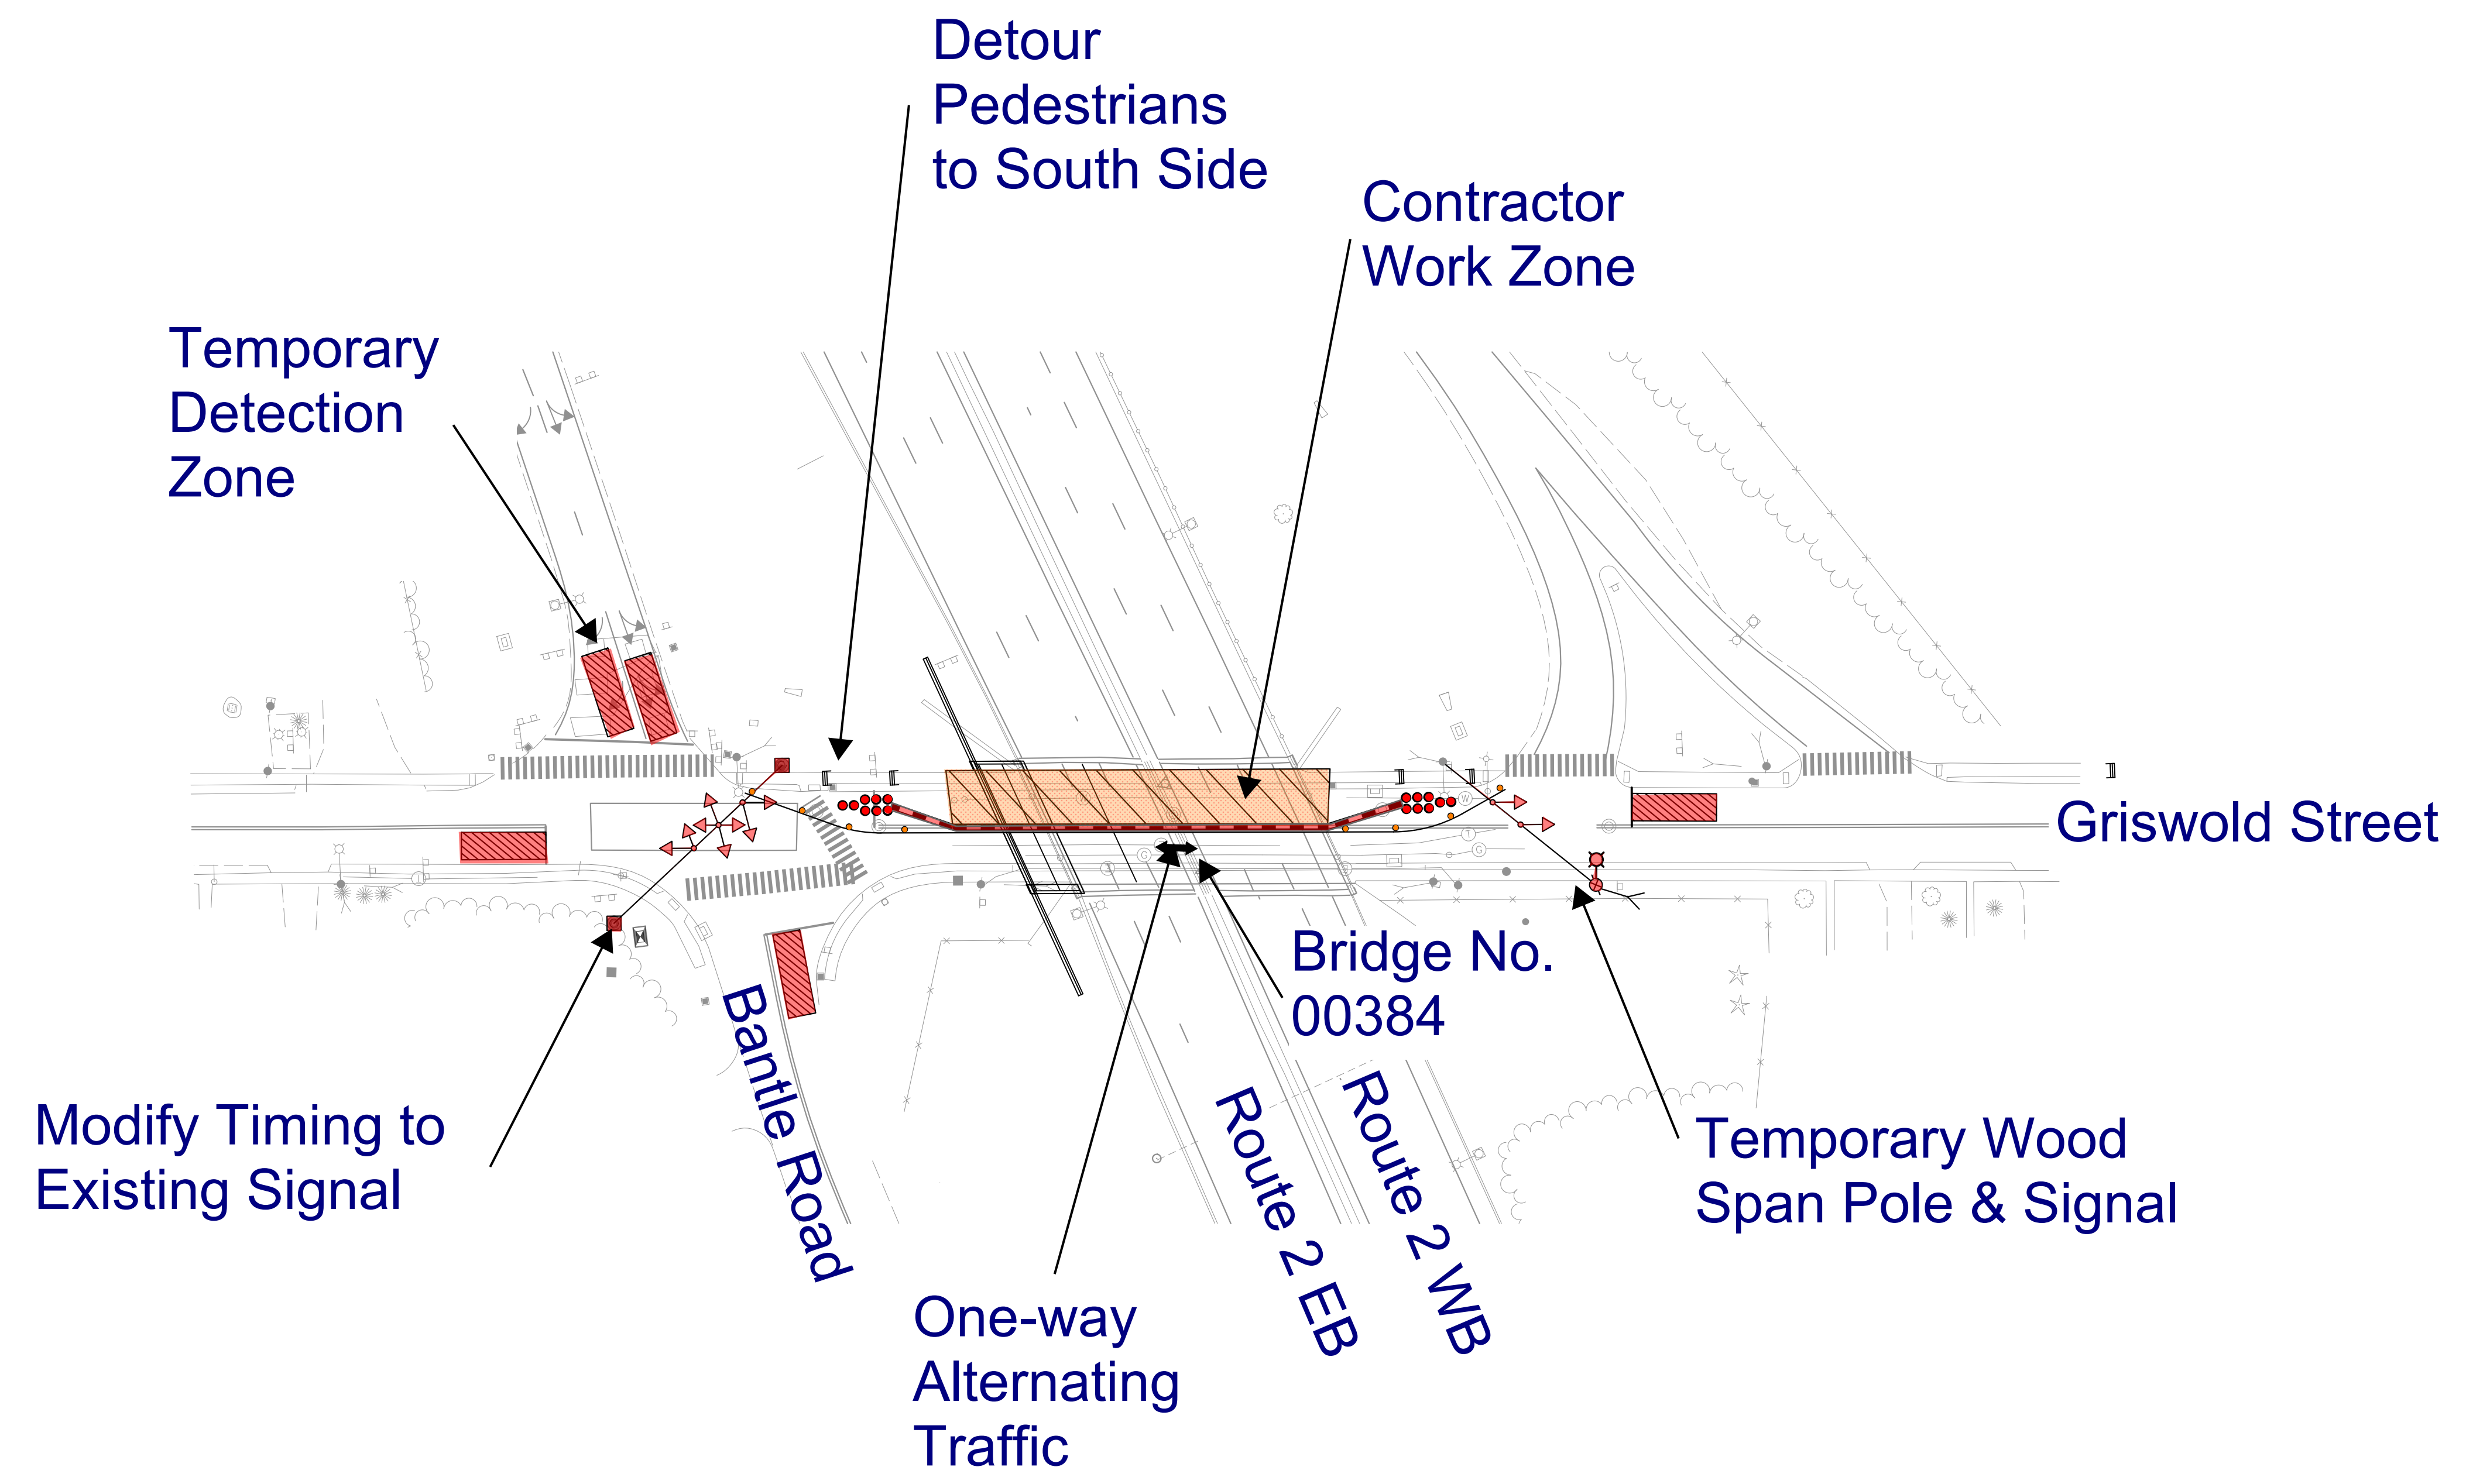 Detour
Pedestrians
to South Side
Contractor
Work Zone
Temporary
Detection
Zone
Griswold Street
Bridge No.
00384
Bantle Road
Route 2 EB
Route 2 WB
Modify Timing to
Existing Signal
Temporary Wood
Span Pole & Signal
One-way
Alternating
Traffic